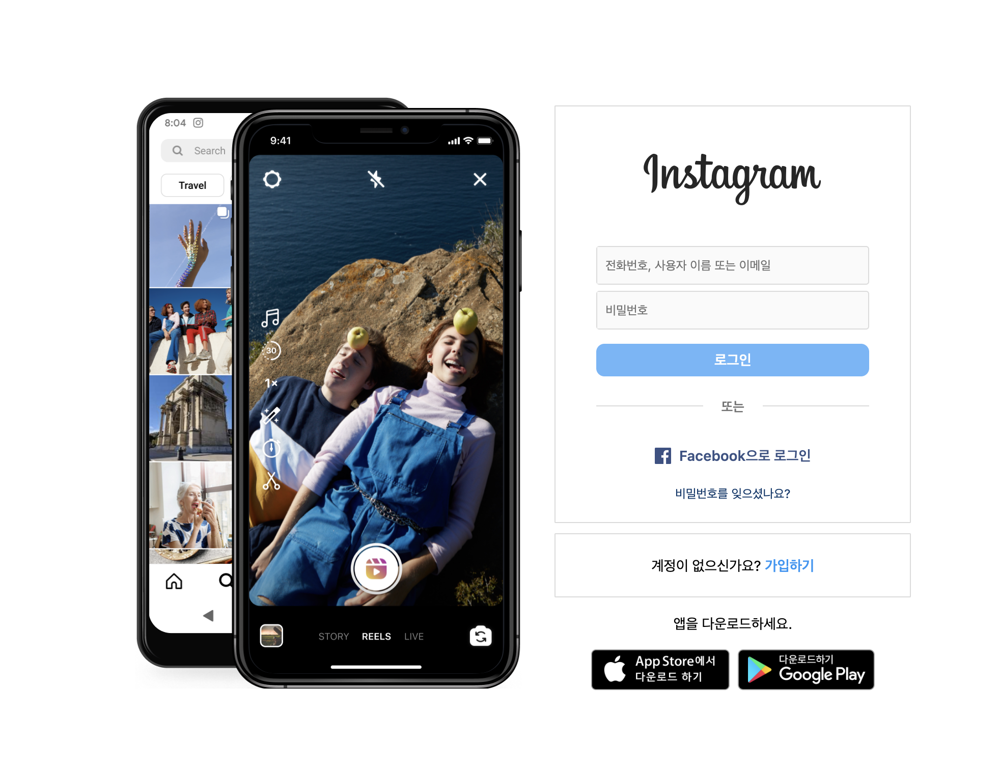 8:04
Search
Travel
9:41
30
1×
STORY REELS LIVE
Instagram
전화번호, 사용자 이름 또는 이메일
비밀번호
로그인
또는
Facebook으로 로그인
비밀번호를 잊으셨나요?
계정이 없으신가요? 가입하기
앱을 다운로드하세요.
App Store에서
다운로드 하기
다운로드하기
Google Play